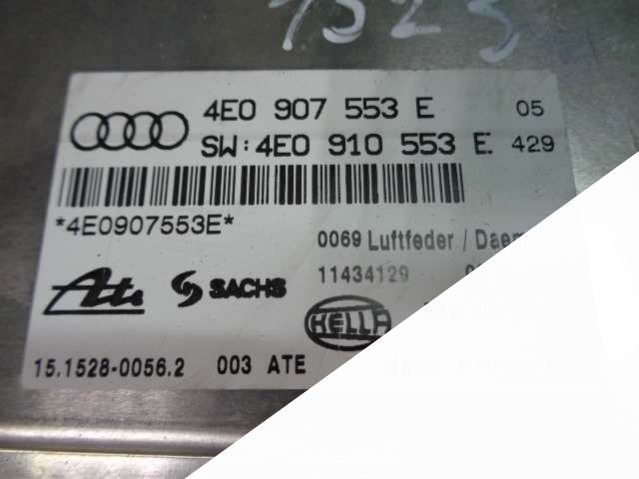 1523
4E0 907 553 E 05
SW:4E0 910 553 E 429
*4E0907553E*
0069 Luftfeder /
11434129
Ate SACHS
HELLA
15.1528-0056.2 003 ATE